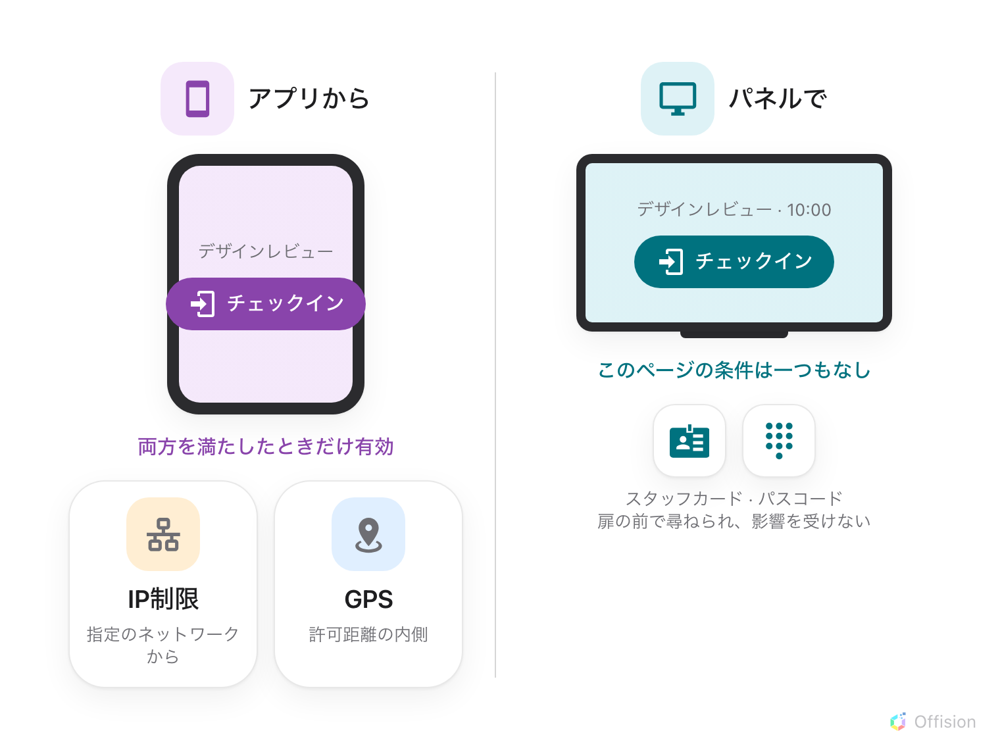 アプリから
デザインレビュー
チェックイン
両方を満たしたときだけ有効
IP制限
指定のネットワーク
から
GPS
許可距離の内側
パネルで
デザインレビュー · 10:00
チェックイン
このページの条件は一つもなし
スタッフカード · パスコード
扉の前で尋ねられ、影響を受けない
Offision